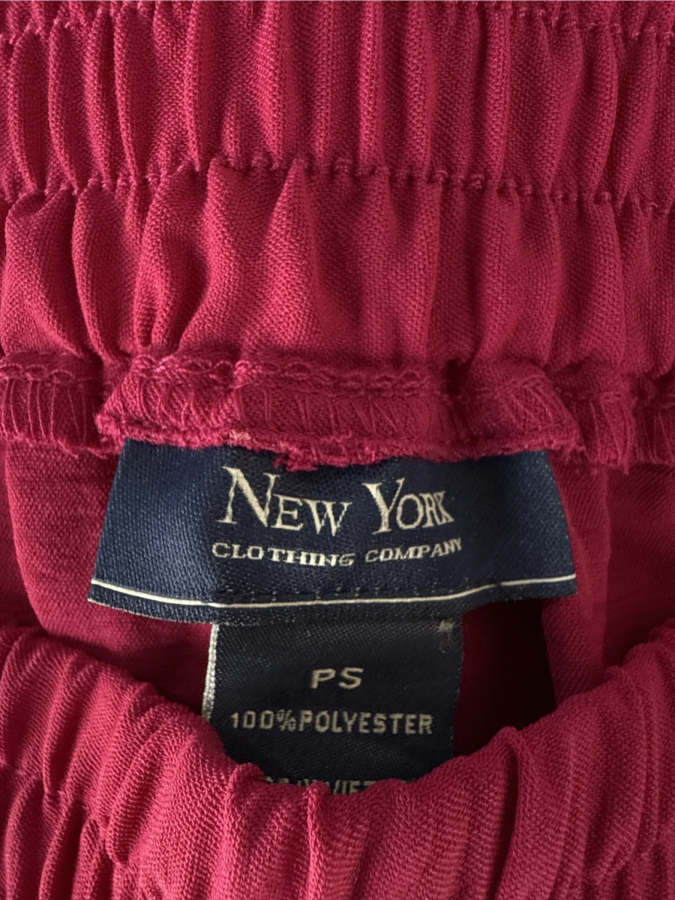 NEW YORK
CLOTHING COMPANY
PS
100% POLYESTER